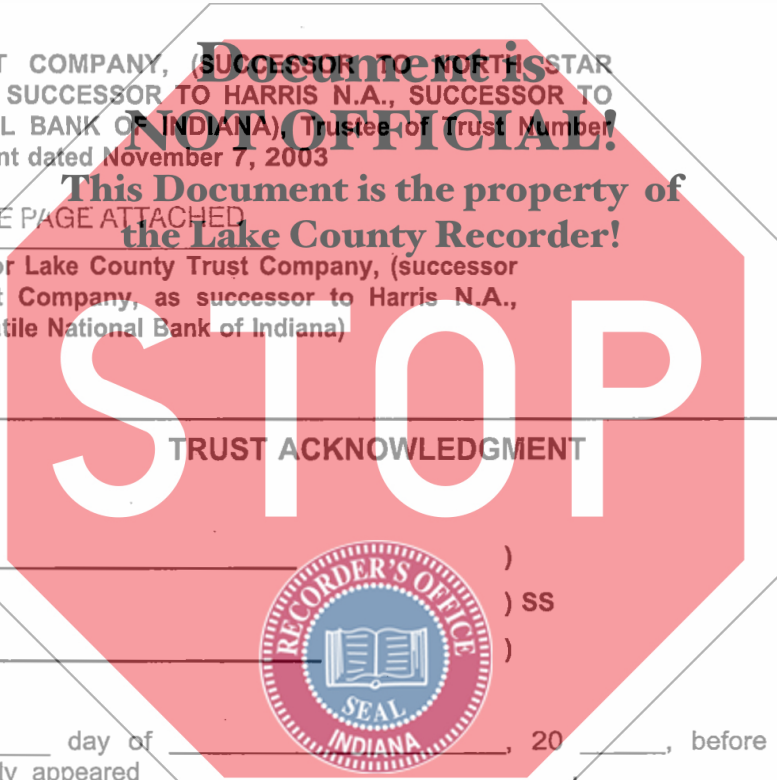 T COMPANY, (SUCCESSOR TO NORTH STAR
Document is
SUCCESSOR TO HARRIS N.A., SUCCESSOR TO
L BANK OF INDIANA), Trustee of Trust Number
NOT OFFICIAL!
nt dated November 7, 2003
This Document is the property of
E PAGE ATTACHED
the Lake County Recorder!
or Lake County Trust Company, (successor
t Company, as successor to Harris N.A.,
tile National Bank of Indiana)
STOP
TRUST ACKNOWLEDGMENT
)
) SS
)
RECORDER'S OFFICE
SEAL
INDIANA
day of , 20 , before
ly appeared